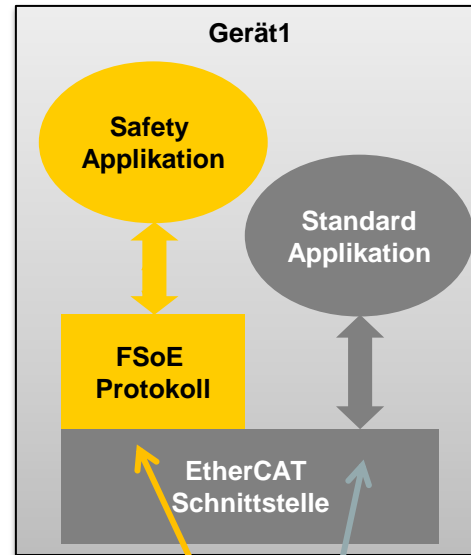 Gerät1
Safety
Applikation
Standard
Applikation
FSoE
Protokoll
EtherCAT
Schnittstelle